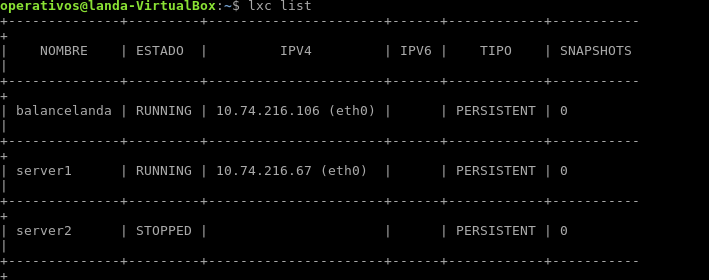 operativos@landa-VirtualBox:~$ lxc list
+--------------+---------+-----------------------+------+------------+-----------
+
|    NOMBRE    | ESTADO  |         IPV4          | IPV6 |    TIPO    | SNAPSHOTS
|
+--------------+---------+-----------------------+------+------------+-----------
+
| balancelanda | RUNNING | 10.74.216.106 (eth0) |      | PERSISTENT | 0
|
+--------------+---------+-----------------------+------+------------+-----------
+
| server1      | RUNNING | 10.74.216.67 (eth0)  |      | PERSISTENT | 0
|
+--------------+---------+-----------------------+------+------------+-----------
+
| server2      | STOPPED |                      |      | PERSISTENT | 0
|
+--------------+---------+-----------------------+------+------------+-----------
+